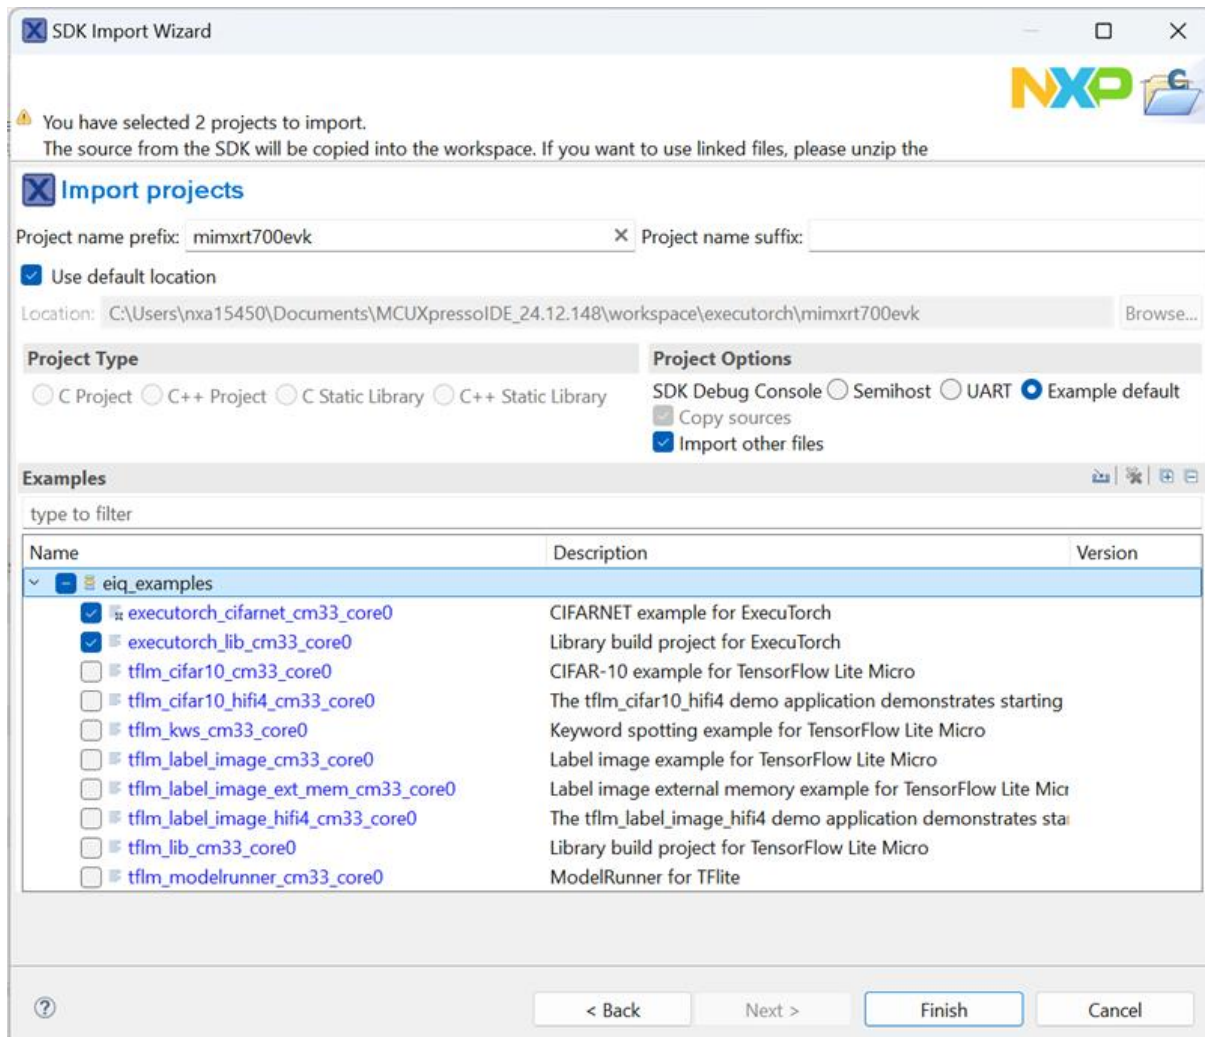 SDK Import Wizard
NXP
You have selected 2 projects to import.
The source from the SDK will be copied into the workspace. If you want to use linked files, please unzip the
Import projects
Project name prefix: mimxrt700evk Project name suffix:
Use default location
Location: C:\Users\nxa15450\Documents\MCUXpressoIDE_24.12.148\workspace\executorch\mimxrt700evk Browse...
Project Type Project Options
C Project C++ Project C Static Library C++ Static Library SDK Debug Console Semihost UART Example default
Copy sources
Import other files
Examples
type to filter
Name Description Version
eiq_examples
executorch_cifarnet_cm33_core0 CIFARNET example for ExecuTorch
executorch_lib_cm33_core0 Library build project for ExecuTorch
tflm_cifar10_cm33_core0 CIFAR-10 example for TensorFlow Lite Micro
tflm_cifar10_hifi4_cm33_core0 The tflm_cifar10_hifi4 demo application demonstrates starting
tflm_kws_cm33_core0 Keyword spotting example for TensorFlow Lite Micro
tflm_label_image_cm33_core0 Label image example for TensorFlow Lite Micro
tflm_label_image_ext_mem_cm33_core0 Label image external memory example for TensorFlow Lite Micr
tflm_label_image_hifi4_cm33_core0 The tflm_label_image_hifi4 demo application demonstrates sta
tflm_lib_cm33_core0 Library build project for TensorFlow Lite Micro
tflm_modelrunner_cm33_core0 ModelRunner for TFlite
< Back Next > Finish Cancel